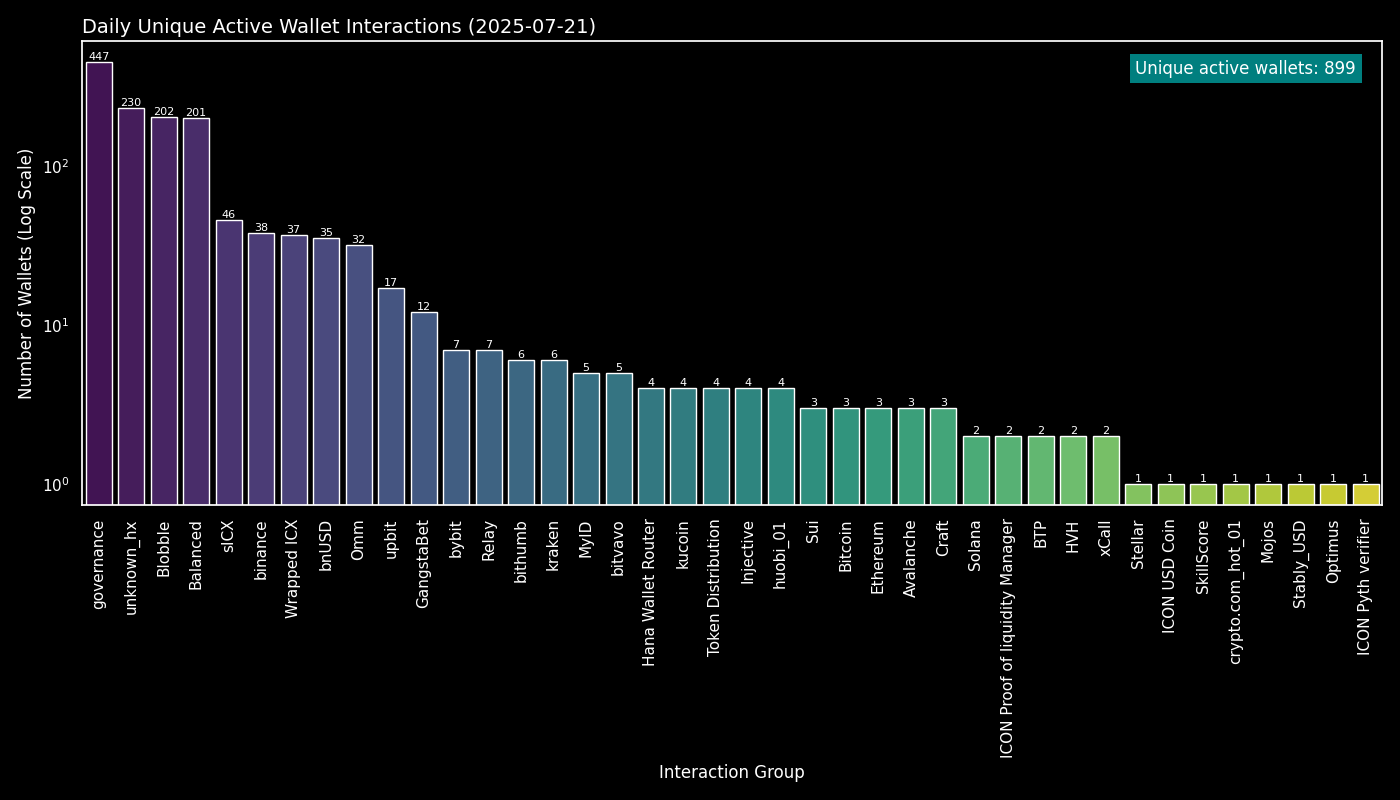 Daily Unique Active Wallet Interactions (2025-07-21)
Unique active wallets: 899
Number of Wallets (Log Scale)
10²
10¹
10⁰
447
230
202
201
46
38
37
35
32
17
12
7
7
6
6
5
5
4
4
4
4
4
3
3
3
3
3
2
2
2
2
2
1
1
1
1
1
1
1
1
governance
unknown_hx
Blobble
Balanced
sICX
binance
Wrapped ICX
bnUSD
Omm
upbit
GangstaBet
bybit
Relay
bithumb
kraken
MyID
bitvavo
Hana Wallet Router
kucoin
Token Distribution
Injective
huobi_01
Sui
Bitcoin
Ethereum
Avalanche
Craft
Solana
ICON Proof of liquidity Manager
BTP
HVH
xCall
Stellar
ICON USD Coin
SkillScore
crypto.com_hot_01
Mojos
Stably_USD
Optimus
ICON Pyth verifier
Interaction Group